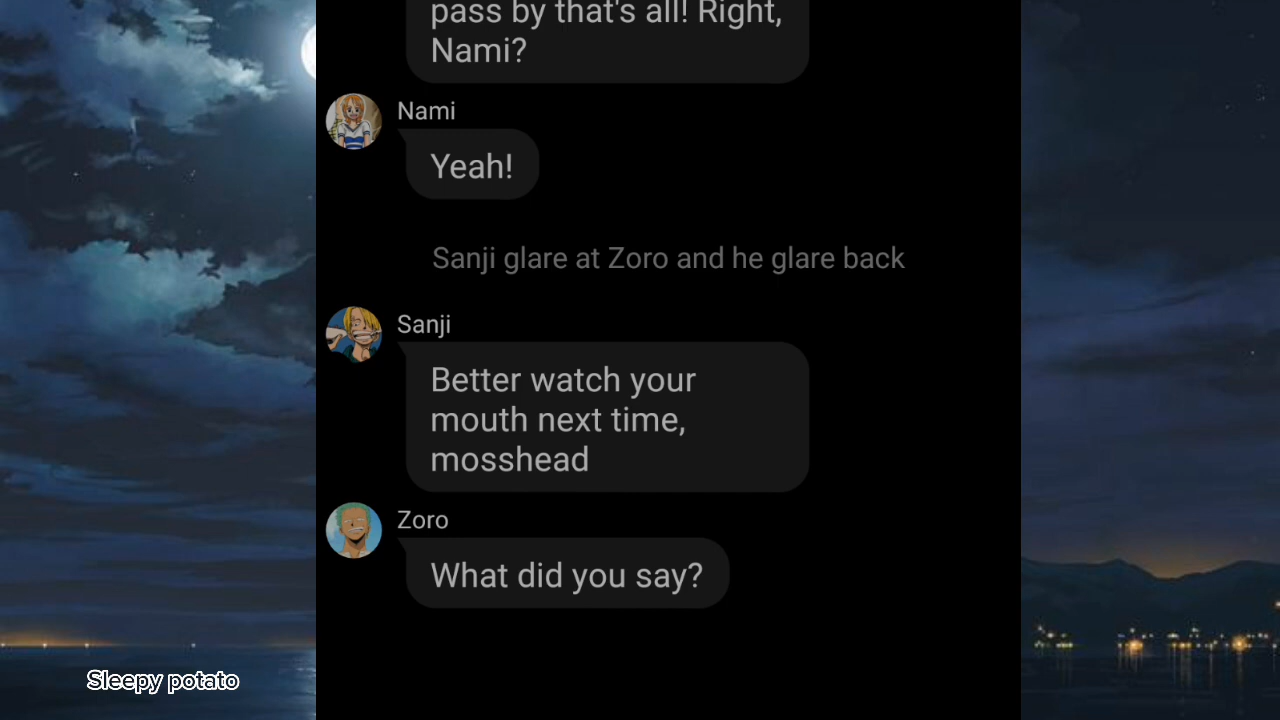 pass by that's all! Right,
Nami?
Nami
Yeah!
Sanji glare at Zoro and he glare back
Sanji
Better watch your
mouth next time,
mosshead
Zoro
What did you say?
Sleepy potato